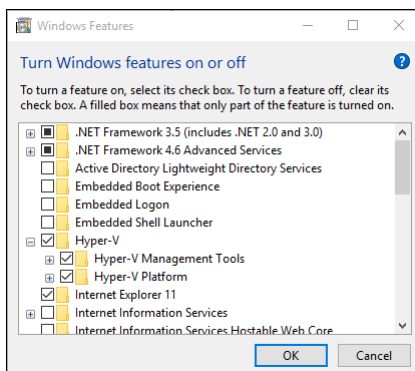 Windows Features
Turn Windows features on or off
To turn a feature on, select its check box. To turn a feature off, clear its
check box. A filled box means that only part of the feature is turned on.
.NET Framework 3.5 (includes .NET 2.0 and 3.0)
.NET Framework 4.6 Advanced Services
Active Directory Lightweight Directory Services
Embedded Boot Experience
Embedded Logon
Embedded Shell Launcher
Hyper-V
Hyper-V Management Tools
Hyper-V Platform
Internet Explorer 11
Internet Information Services
Internet Information Services Hostable Web Core
OK Cancel